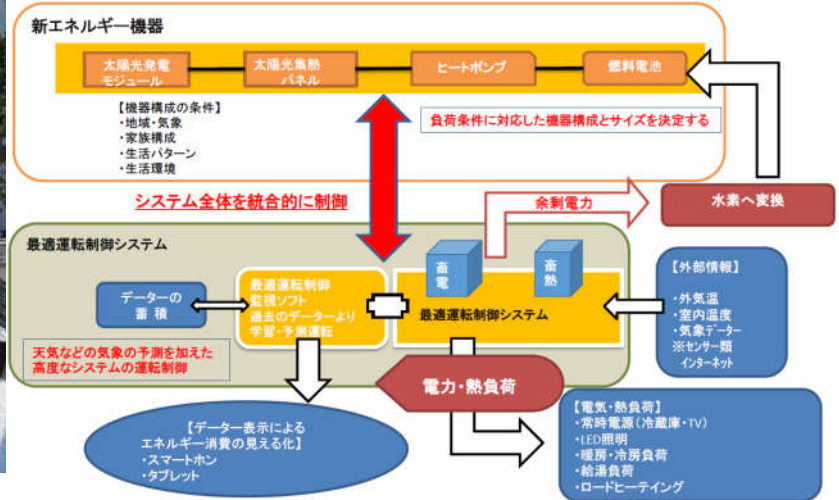 新エネルギー機器
太陽光発電
モジュール
太陽光集熱
パネル
ヒートポンプ
燃料電池
【機器構成の条件】
・地域・気象
・家族構成
・生活パターン
・生活環境
負荷条件に対応した機器構成とサイズを決定する
システム全体を統合的に制御
余剰電力
水素へ変換
最適運転制御システム
畜
電
畜
熱
データーの
蓄 積
最適運転制御
監視ソフト
過去のデーターより
学習・予測運転
最適運転制御システム
【外部情報】
・外気温
・室内温度
・気象データー
※センサー類
インターネット
天気などの気象の予測を加えた
高度なシステムの運転制御
電力・熱負荷
【データー表示による
エネルギー消費の見える化】
・スマートホン
・タブレット
【電気・熱負荷】
・常時電源(冷蔵庫・TV)
・LED照明
・暖房・冷房負荷
・給湯負荷
・ロードヒーテイング